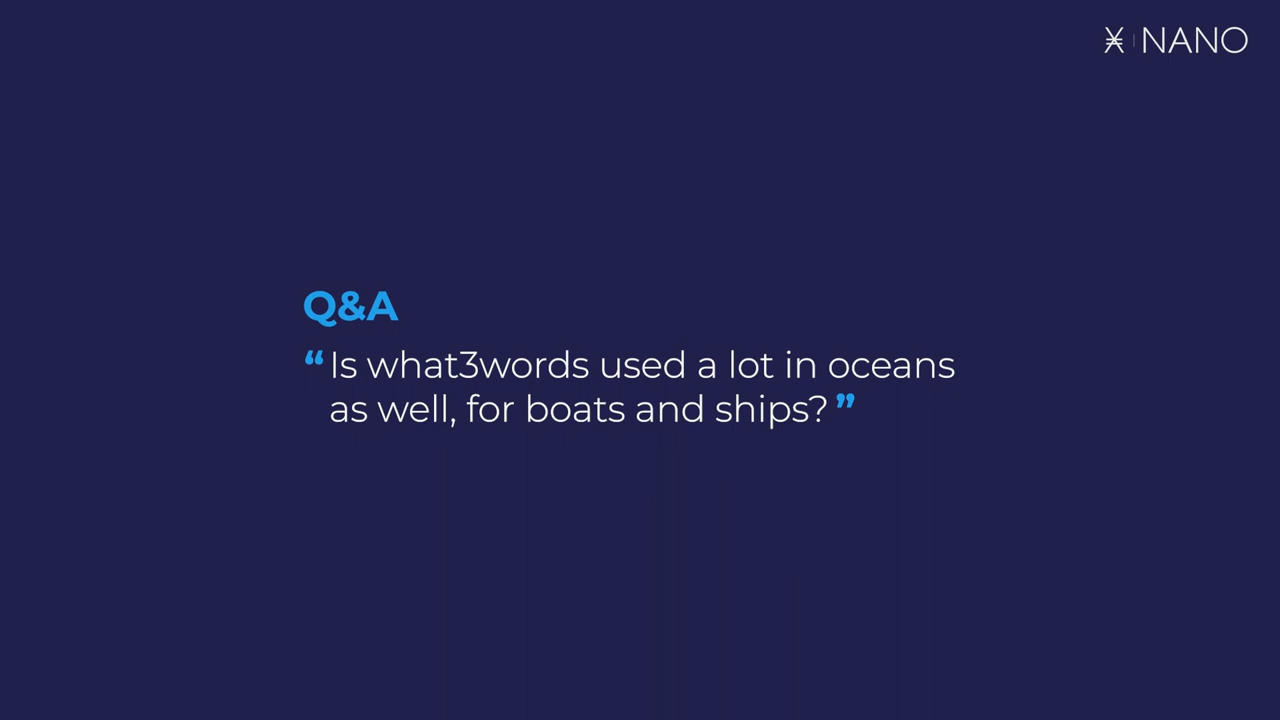 Ӿ NANO
Q&A
“Is what3words used a lot in oceans
as well, for boats and ships?”